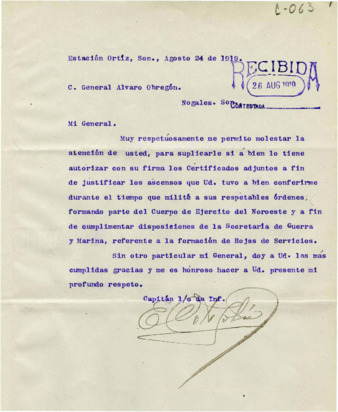 C-063
Estación Ortiz, Son., Agosto 24 de 1919.
RECIBIDA
26 AUG 1919
CONTESTADA
C. General Alvaro Obregón.
Nogales. Son.
Mi General.
Muy respetuosamente me permito molestar la
atención de usted, para suplicarle si a bien lo tiene
autorizar con su firma los Certificados adjuntos a fin
de justificar los ascensos que Ud. tuvo a bien conferirme
durante el tiempo que milité a sus respetables órdenes,
formando parte del Cuerpo de Ejercito del Noroeste y a fin
de cumplimentar disposiciones de la Secretaría de Guerra
y Marina, referente a la formación de Hojas de Servicios.
Sin otro particular mi General, doy a Ud. las mas
cumplidas gracias y me es honroso hacer a Ud. presente mi
profundo respeto.
Capitán 1/o de Inf.